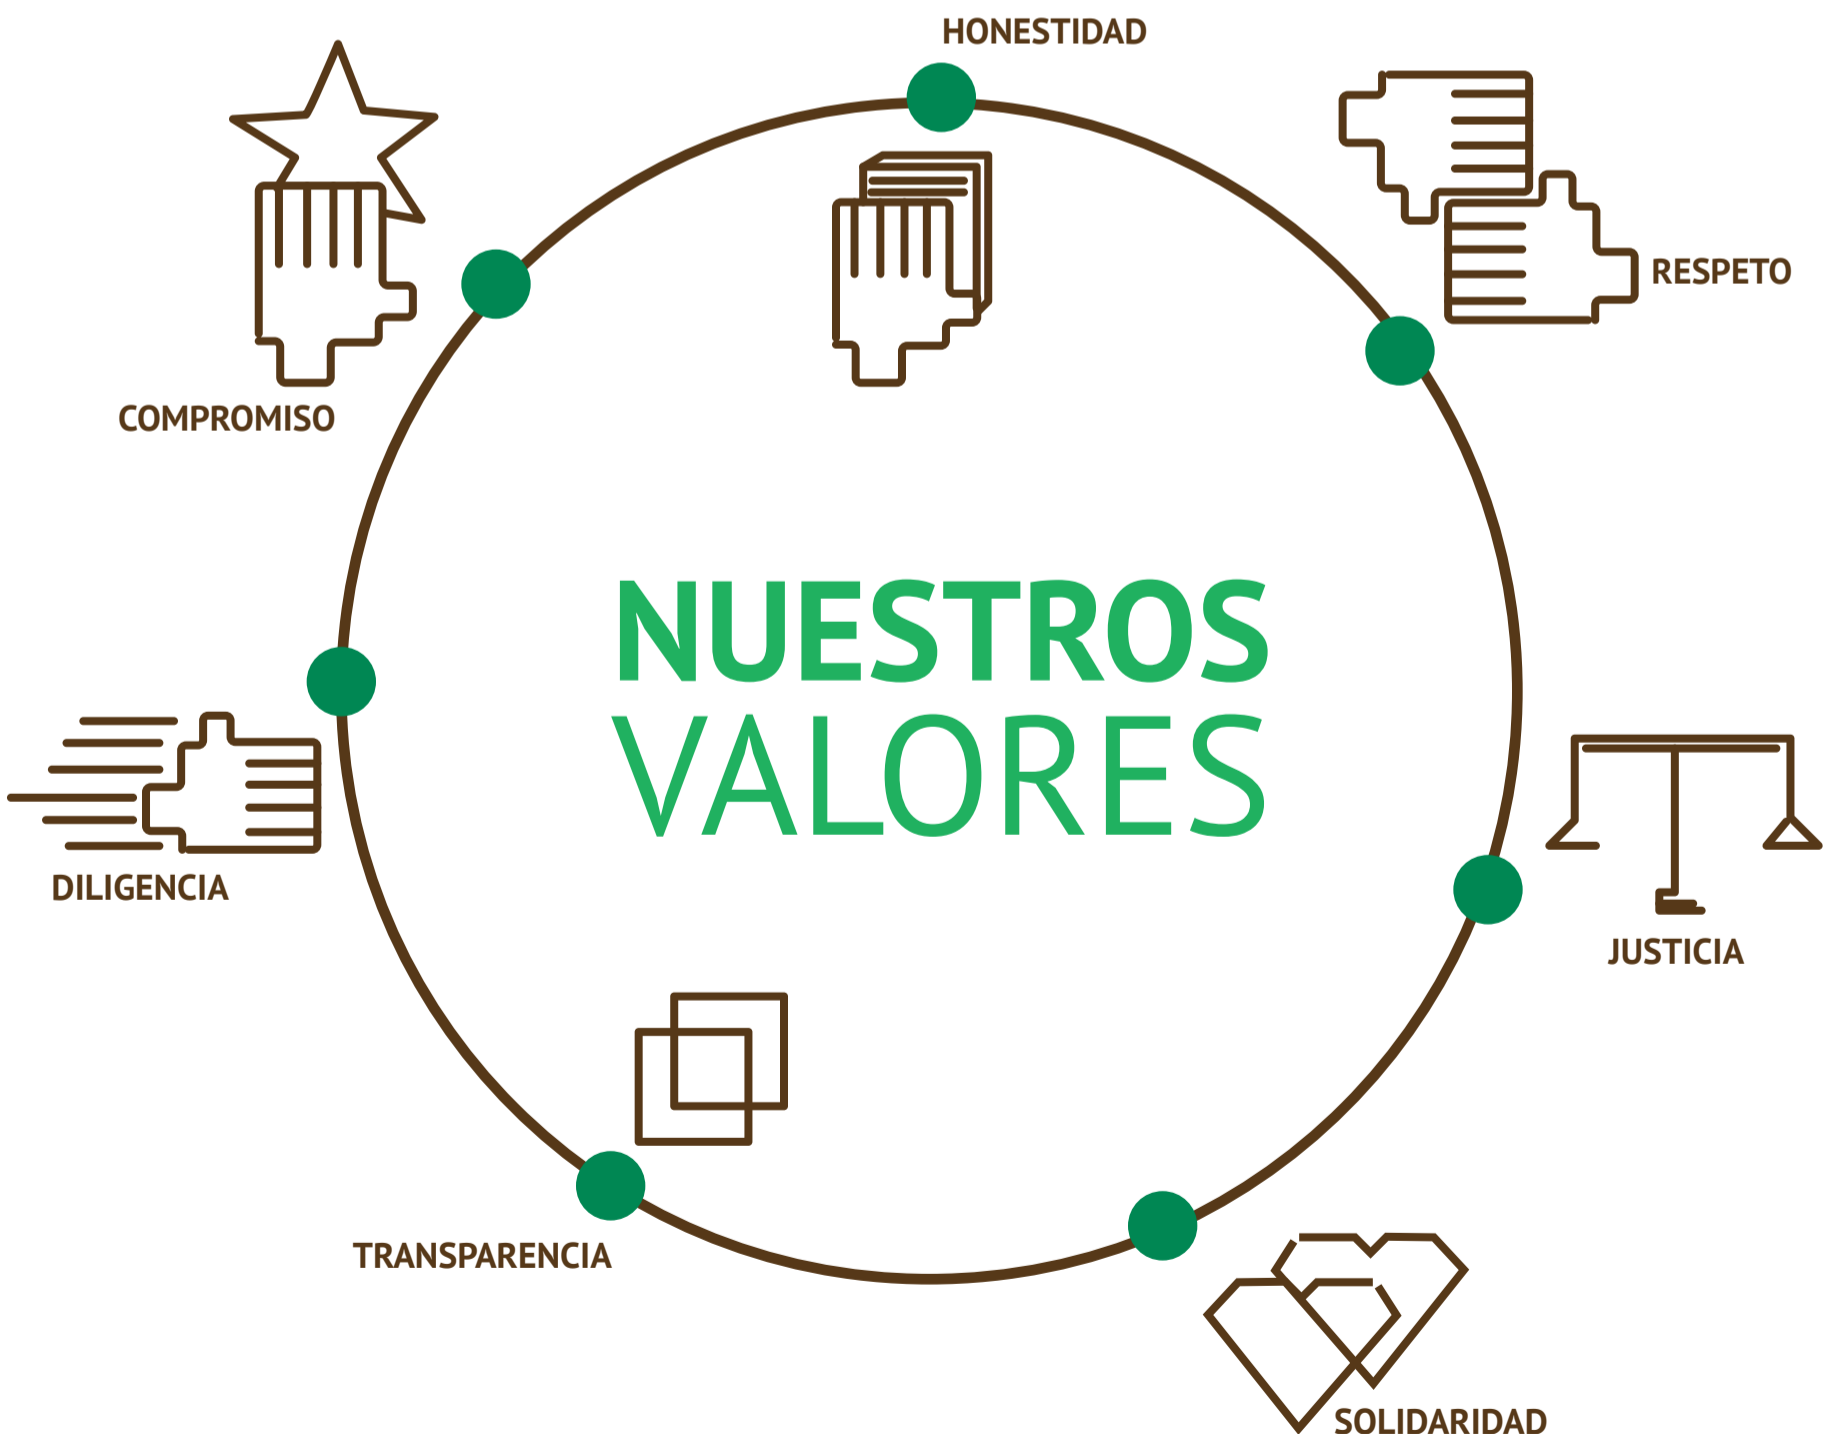 HONESTIDAD
RESPETO
COMPROMISO
NUESTROS
VALORES
DILIGENCIA
JUSTICIA
TRANSPARENCIA
SOLIDARIDAD